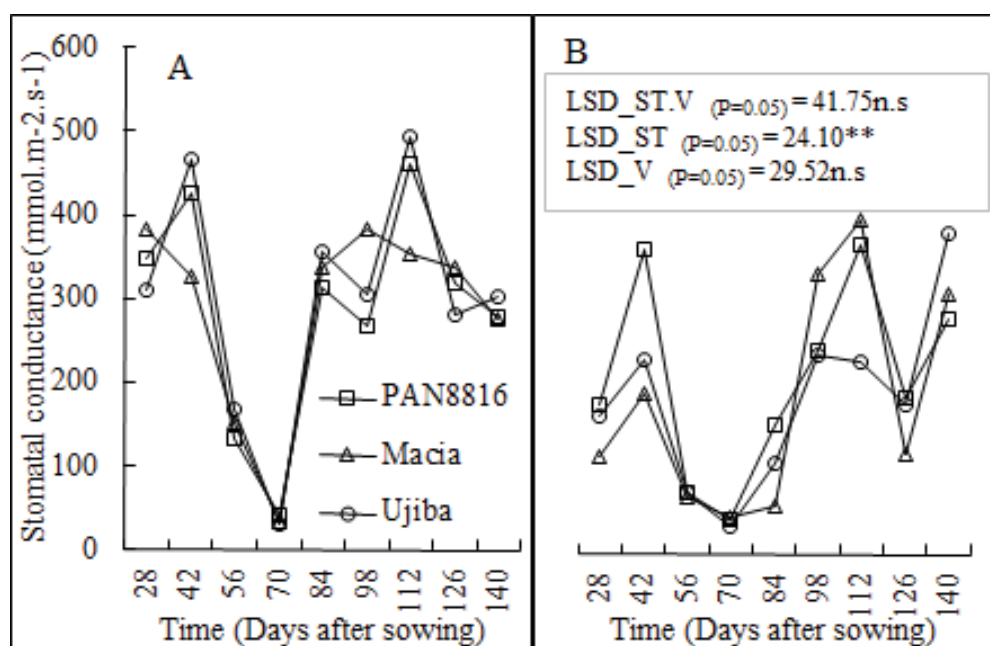 600
500
400
300
200
100
0
Stomatal conductance (mmol.m-2.s-1)
A
PAN8816
Macia
Ujiba
28 42 56 70 84 98 112 126 140
Time (Days after sowing)
B
LSD_ST.V (P=0.05) = 41.75n.s
LSD_ST (P=0.05) = 24.10**
LSD_V (P=0.05) = 29.52n.s
28 42 56 70 84 98 112 126 140
Time (Days after sowing)